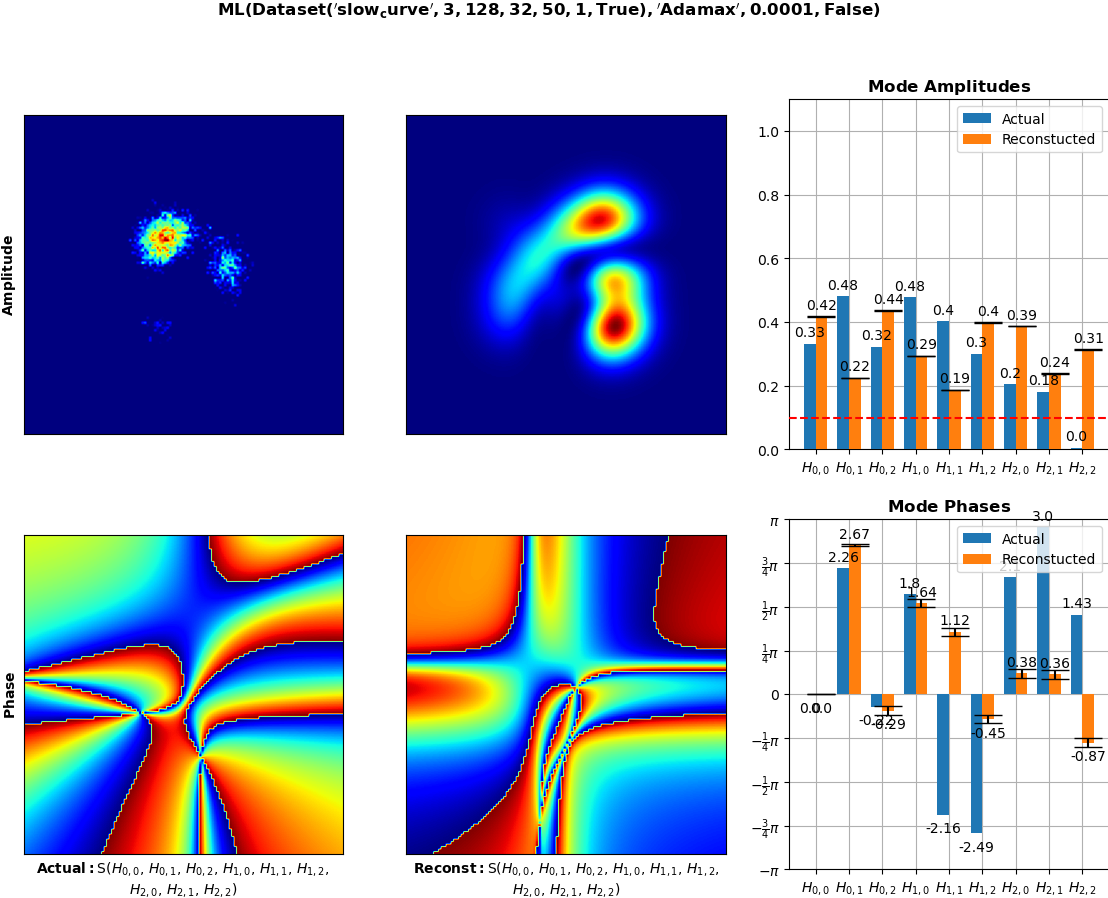 ML(Dataset('slow_curve', 3, 128, 32, 50, 1, True), 'Adamax', 0.0001, False)
Amplitude
Mode Amplitudes
Actual
Reconstucted
1.0
0.8
0.6
0.4
0.2
0.0
0.33
0.42
0.48
0.22
0.32
0.44
0.48
0.29
0.4
0.19
0.3
0.4
0.2
0.39
0.18
0.24
0.0
0.31
H0,0 H0,1 H0,2 H1,0 H1,1 H1,2 H2,0 H2,1 H2,2
Phase
Actual: S(H0,0, H0,1, H0,2, H1,0, H1,1, H1,2,
H2,0, H2,1, H2,2)
Reconst: S(H0,0, H0,1, H0,2, H1,0, H1,1, H1,2,
H2,0, H2,1, H2,2)
Mode Phases
Actual
Reconstucted
π
3/4π
1/2π
1/4π
0
−1/4π
−1/2π
−3/4π
−π
0.0
0.0
2.26
2.67
-0.29
1.8
1.64
-2.16
1.12
-2.49
-0.45
2.1
0.38
3.0
0.36
1.43
-0.87
H0,0 H0,1 H0,2 H1,0 H1,1 H1,2 H2,0 H2,1 H2,2